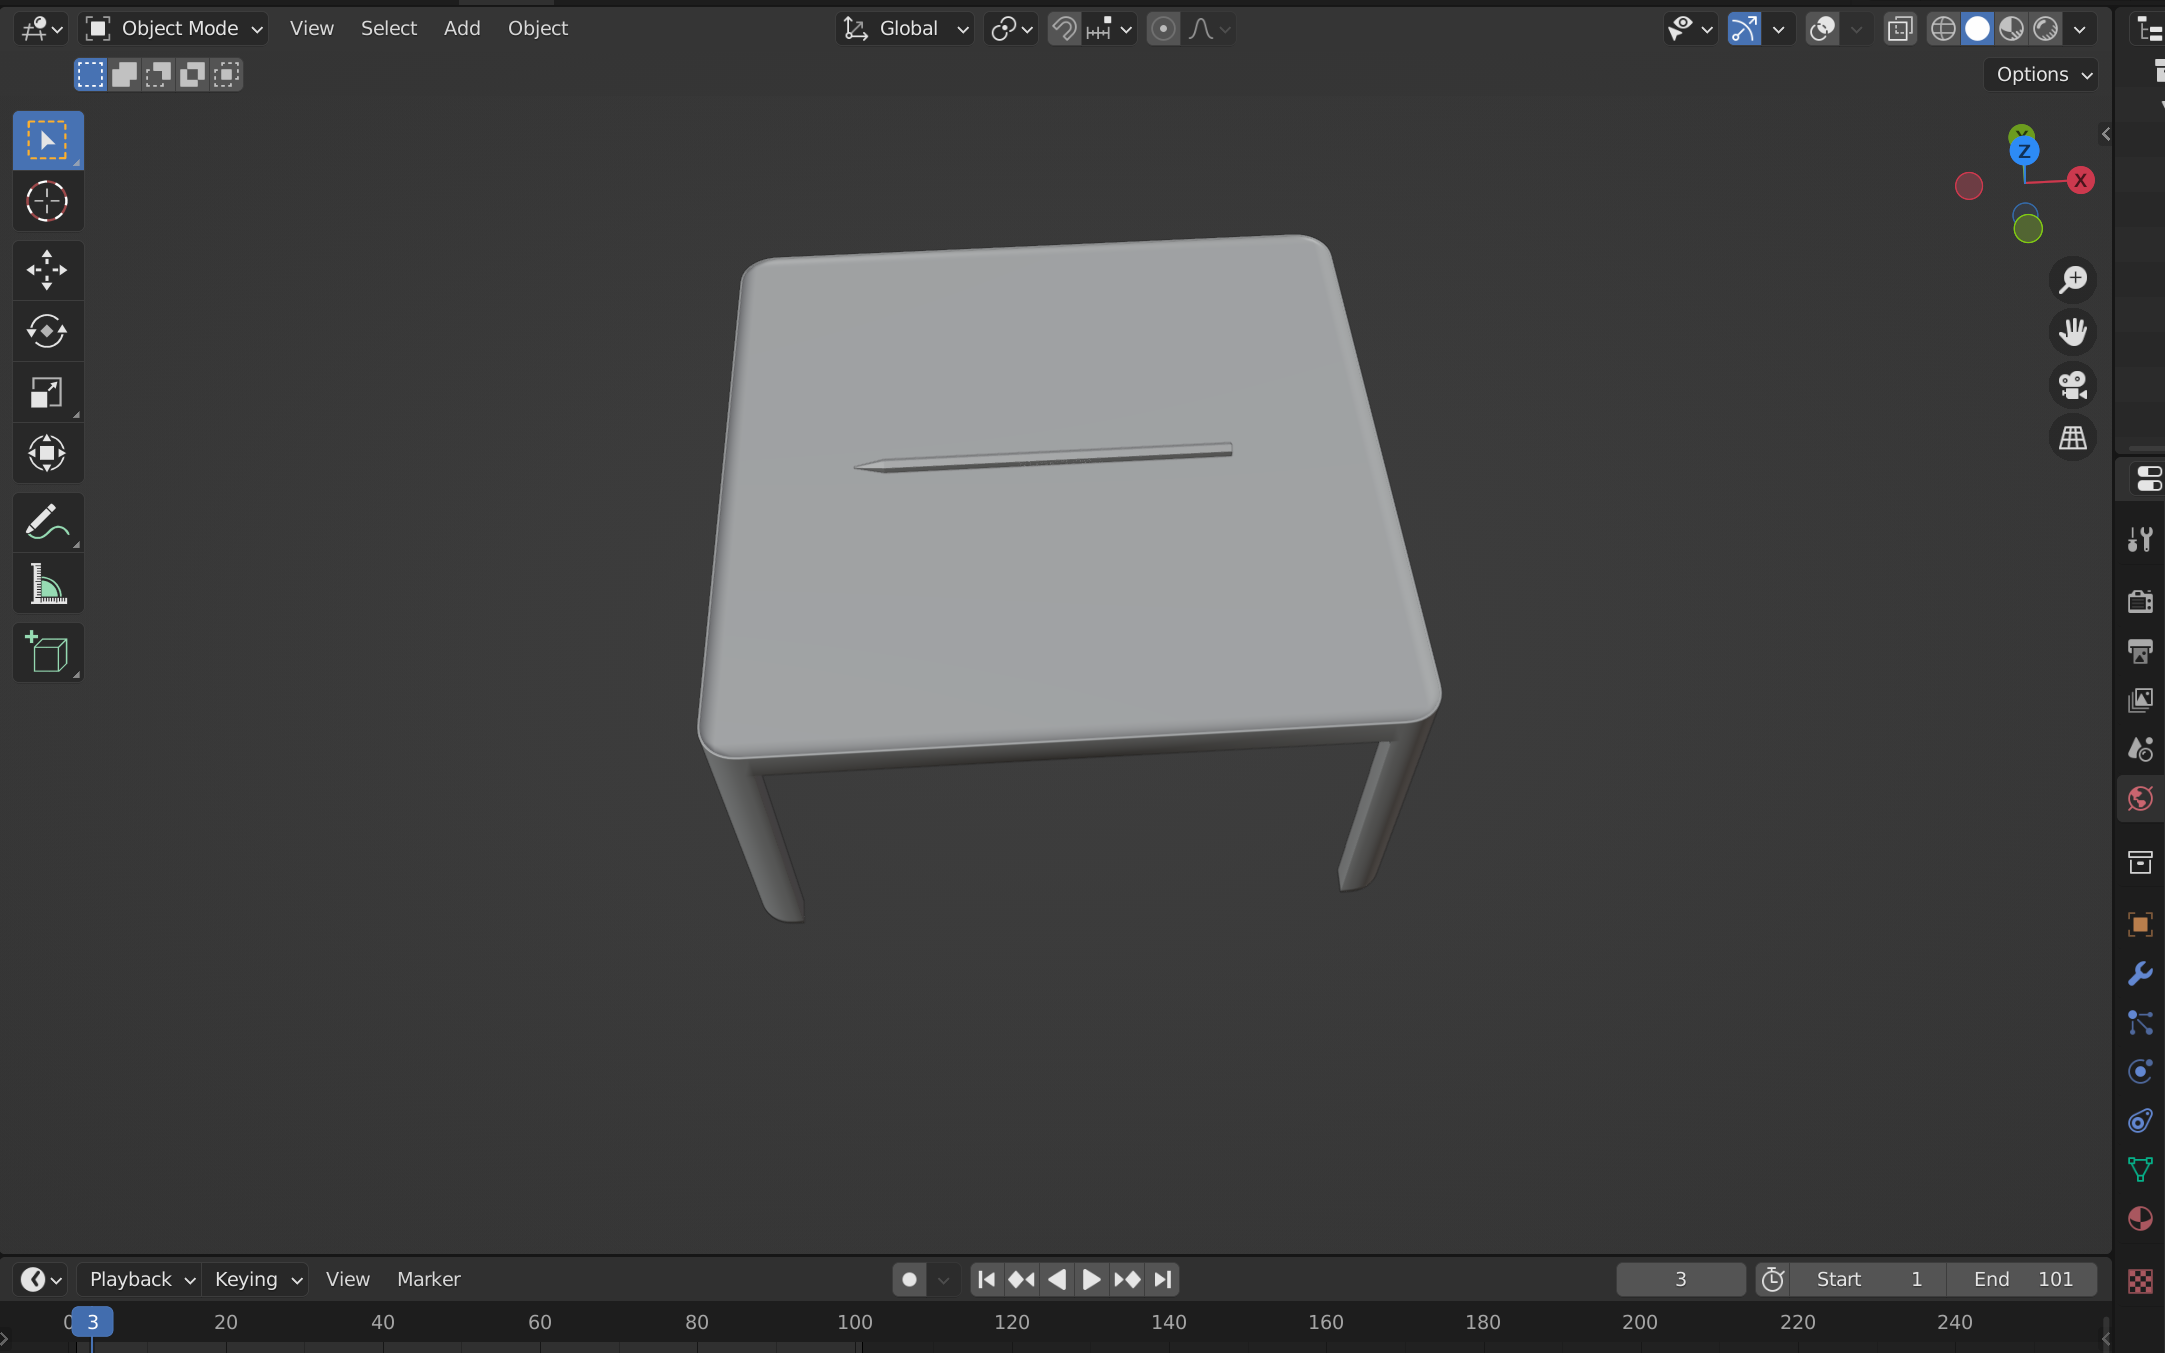 Object Mode View Select Add Object Global
Options
Y
Z
X
Playback Keying View Marker 3 Start 1 End 101
0 3 20 40 60 80 100 120 140 160 180 200 220 240